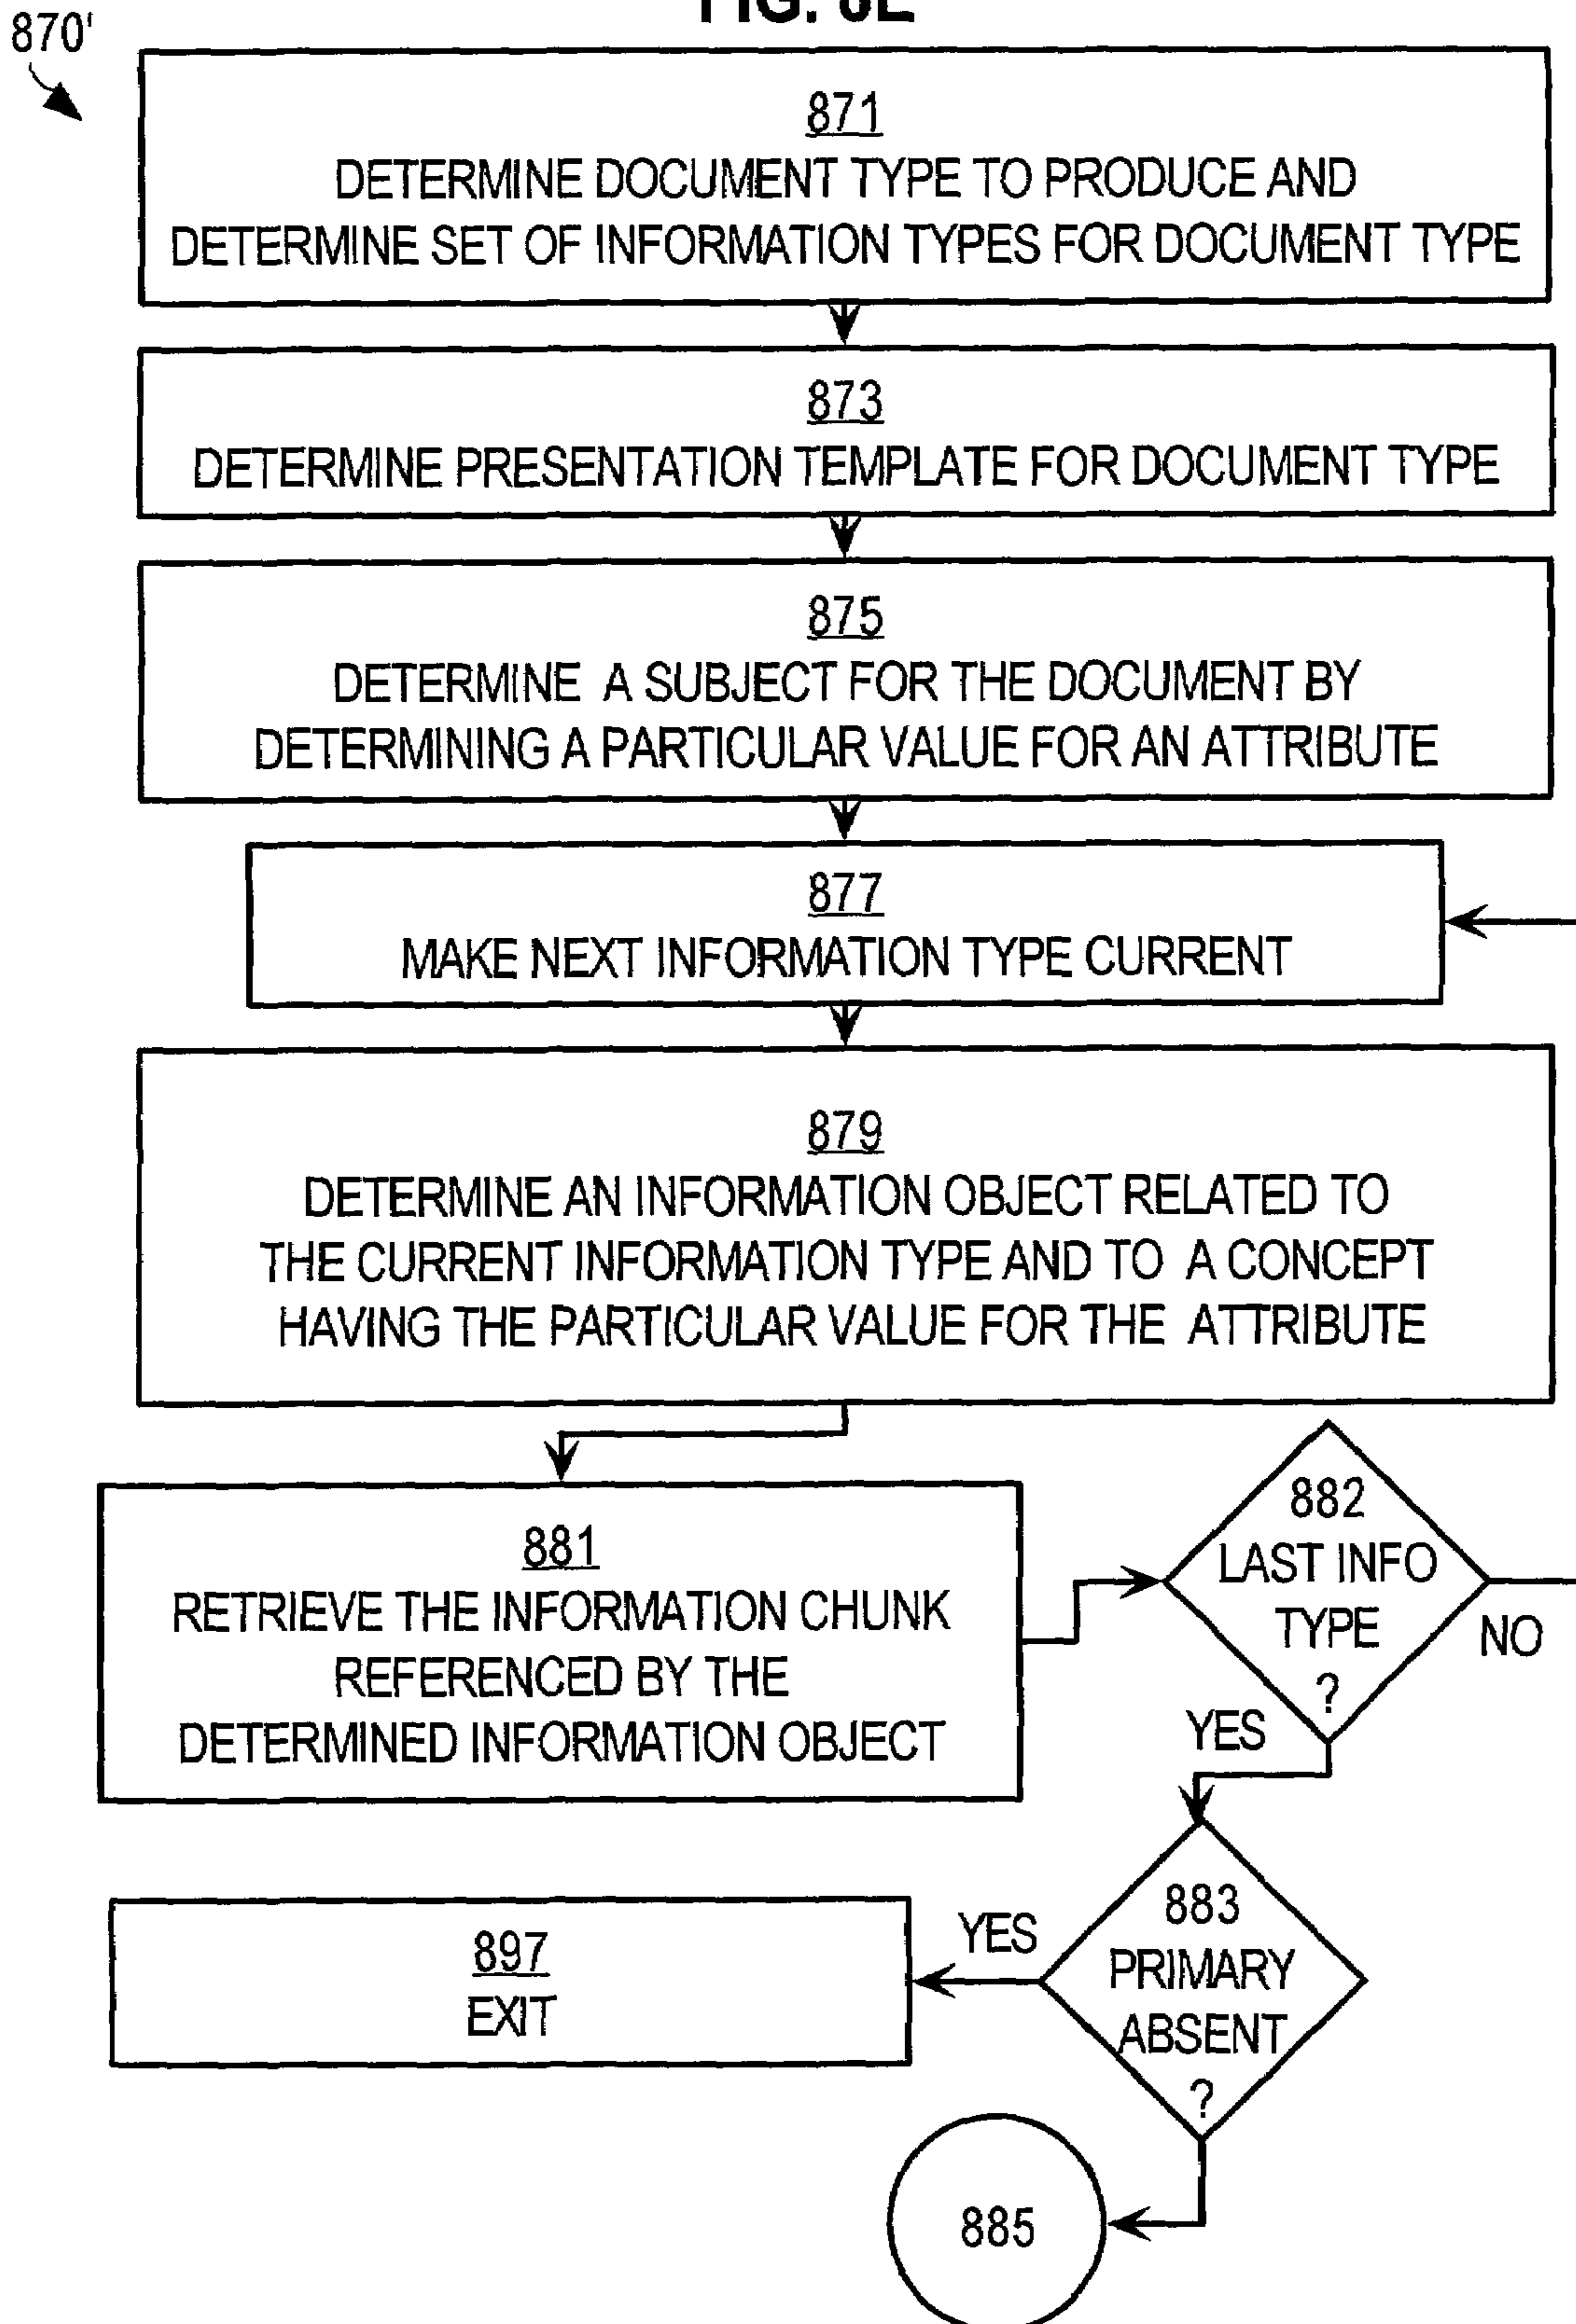 870'
871
DETERMINE DOCUMENT TYPE TO PRODUCE AND
DETERMINE SET OF INFORMATION TYPES FOR DOCUMENT TYPE
873
DETERMINE PRESENTATION TEMPLATE FOR DOCUMENT TYPE
875
DETERMINE A SUBJECT FOR THE DOCUMENT BY
DETERMINING A PARTICULAR VALUE FOR AN ATTRIBUTE
877
MAKE NEXT INFORMATION TYPE CURRENT
879
DETERMINE AN INFORMATION OBJECT RELATED TO
THE CURRENT INFORMATION TYPE AND TO A CONCEPT
HAVING THE PARTICULAR VALUE FOR THE ATTRIBUTE
881
RETRIEVE THE INFORMATION CHUNK
REFERENCED BY THE
DETERMINED INFORMATION OBJECT
882
LAST INFO
TYPE
?
NO
YES
883
PRIMARY
ABSENT
?
YES
897
EXIT
885